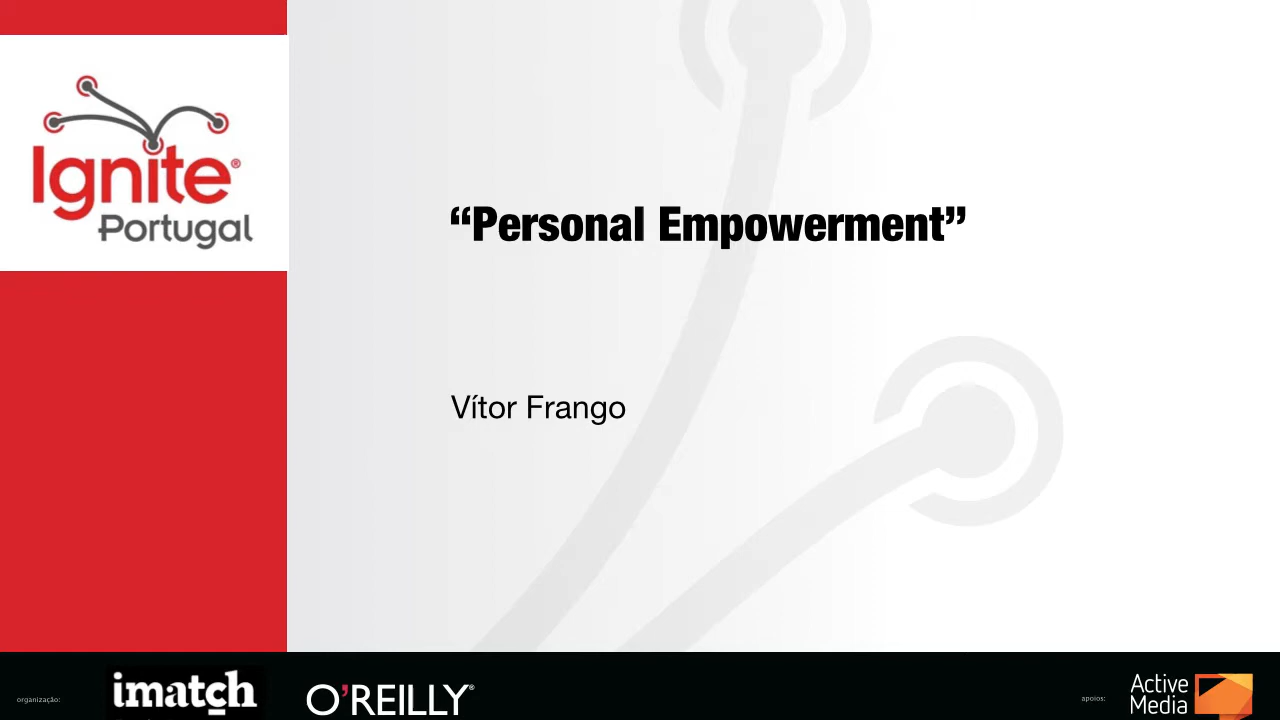 Ignite®
Portugal
“Personal Empowerment”
Vítor Frango
organização:
imatch
O'REILLY®
apoios:
Active
Media